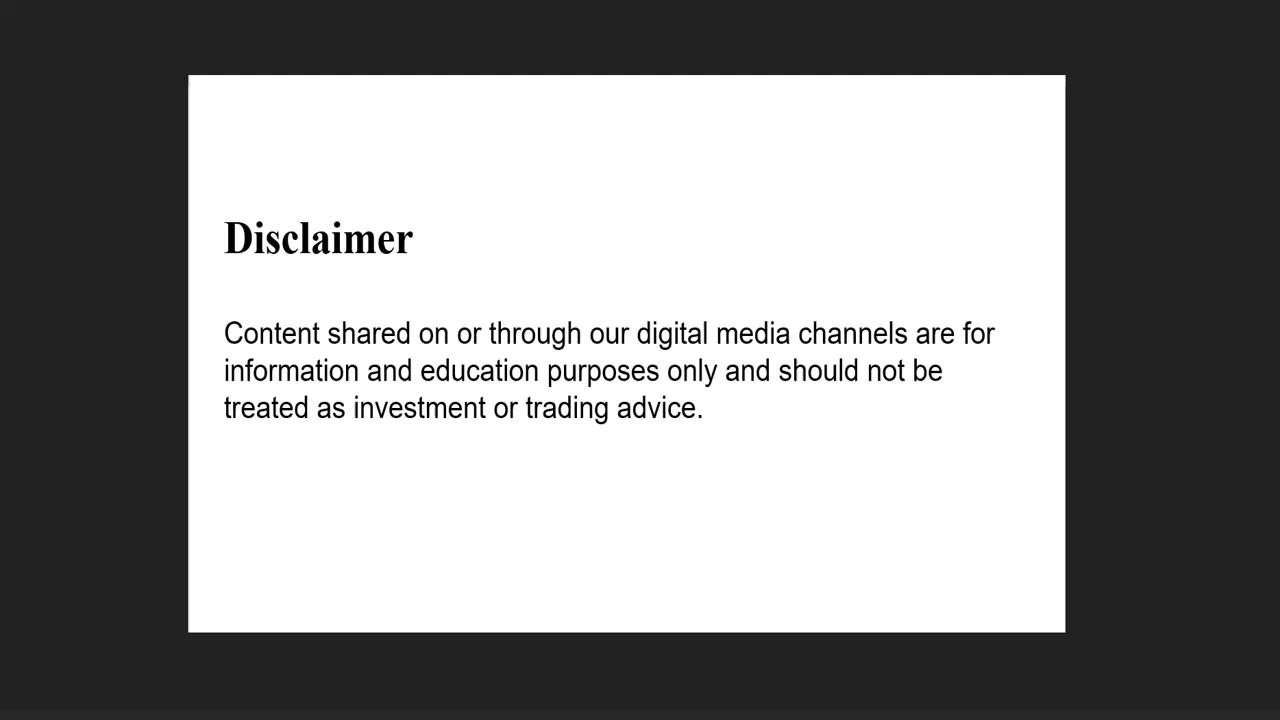 Disclaimer
Content shared on or through our digital media channels are for
information and education purposes only and should not be
treated as investment or trading advice.